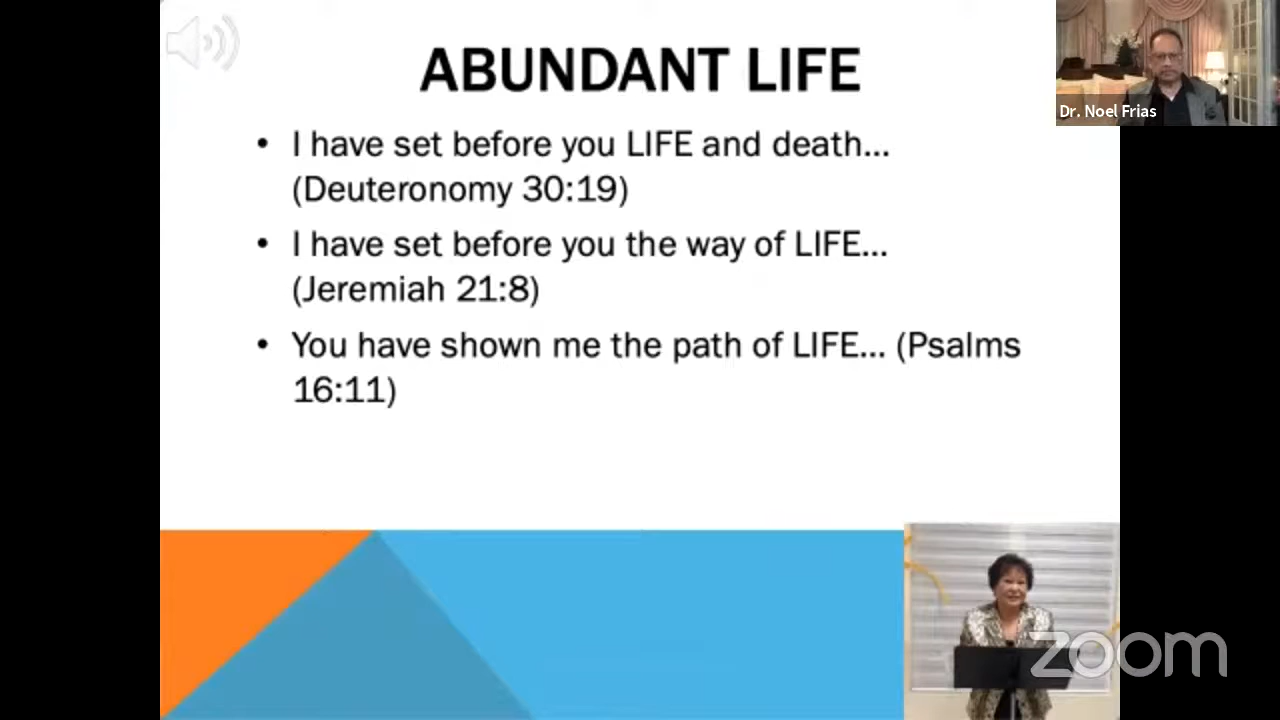 ABUNDANT LIFE
• I have set before you LIFE and death...
(Deuteronomy 30:19)
• I have set before you the way of LIFE...
(Jeremiah 21:8)
• You have shown me the path of LIFE... (Psalms
16:11)
Dr. Noel Frias
zoom